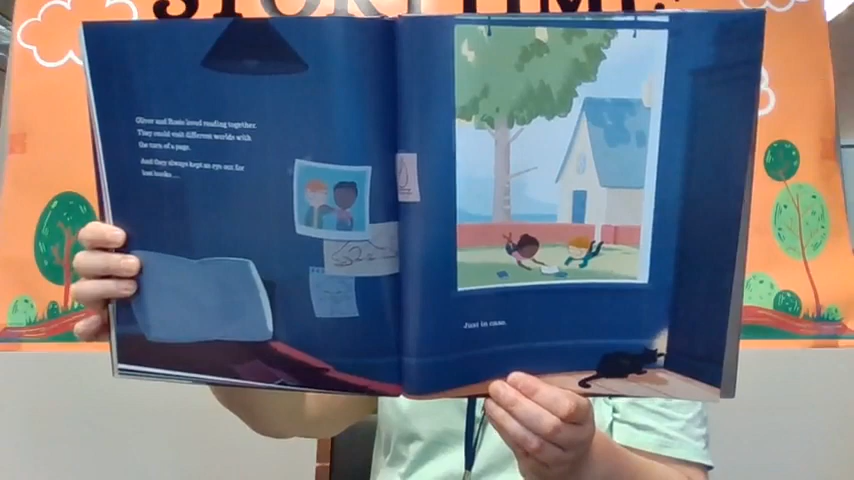 STORYTIME!
Oliver and Rosie loved reading together.
They could visit different worlds with
the turn of a page.
And they always kept an eye out for
lost books ...
Just in case.